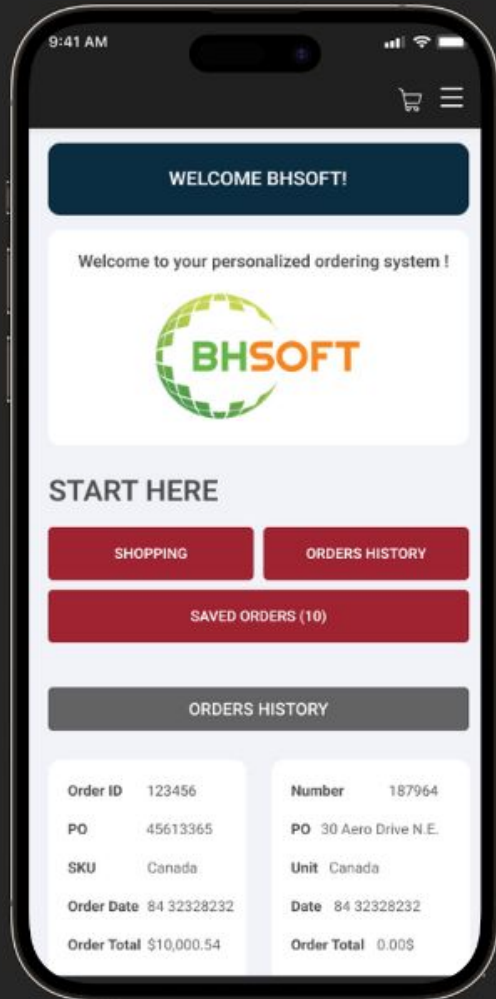 9:41 AM
WELCOME BHSOFT!
Welcome to your personalized ordering system !
BHSOFT
START HERE
SHOPPING
ORDERS HISTORY
SAVED ORDERS (10)
ORDERS HISTORY
Order ID 123456
PO 45613365
SKU Canada
Order Date 84 32328232
Order Total $10,000.54
Number 187964
PO 30 Aero Drive N.E.
Unit Canada
Date 84 32328232
Order Total 0.00$